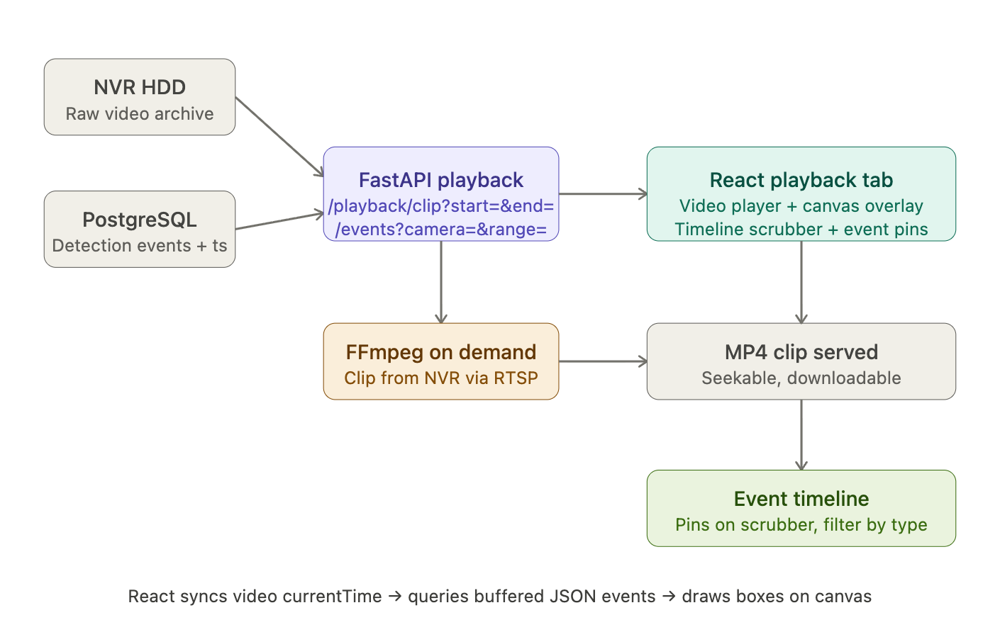 NVR HDD
Raw video archive
PostgreSQL
Detection events + ts
FastAPI playback
/playback/clip?start=&end=
/events?camera=&range=
React playback tab
Video player + canvas overlay
Timeline scrubber + event pins
FFmpeg on demand
Clip from NVR via RTSP
MP4 clip served
Seekable, downloadable
Event timeline
Pins on scrubber, filter by type
React syncs video currentTime → queries buffered JSON events → draws boxes on canvas